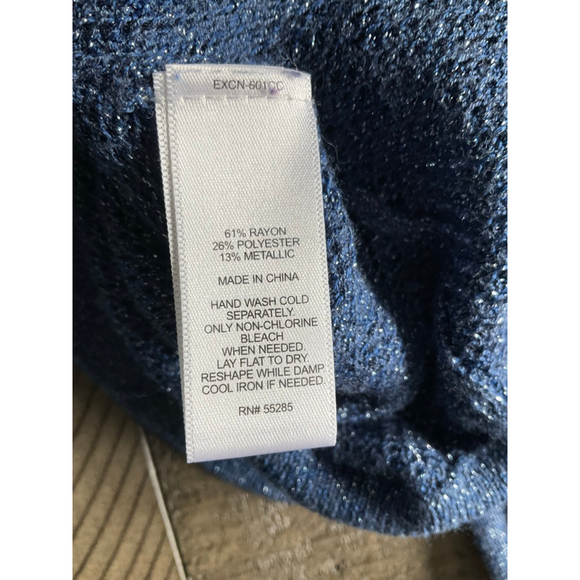 EXCN-601CC
61% RAYON
26% POLYESTER
13% METALLIC
MADE IN CHINA
HAND WASH COLD
SEPARATELY.
ONLY NON-CHLORINE
BLEACH
WHEN NEEDED.
LAY FLAT TO DRY.
RESHAPE WHILE DAMP
COOL IRON IF NEEDED.
RN# 55285